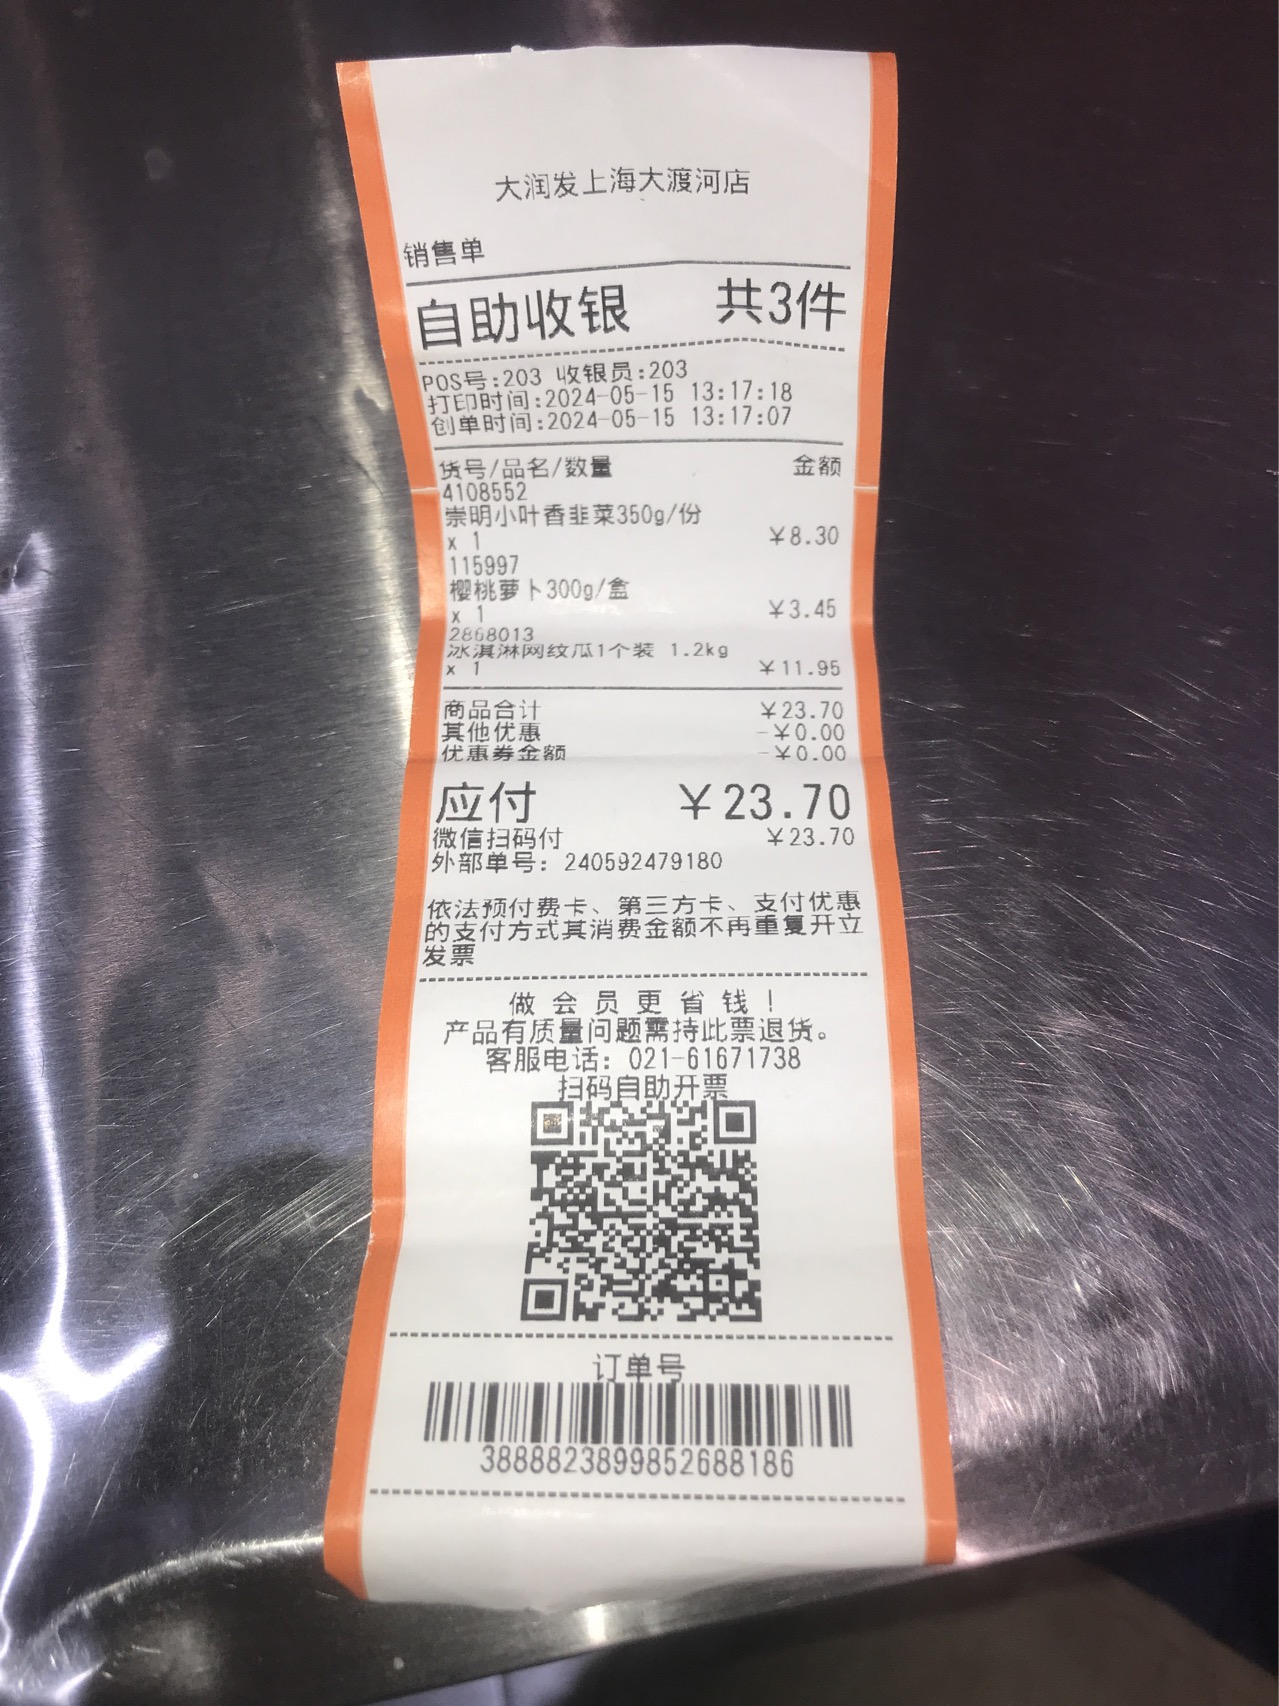 大润发上海大渡河店
销售单
自助收银 共3件
POS号:203 收银员:203
打印时间:2024-05-15 13:17:18
创单时间:2024-05-15 13:17:07
货号/品名/数量 金额
4108552
崇明小叶香韭菜350g/份
x 1 ￥8.30
115997
樱桃萝卜300g/盒
x 1 ￥3.45
2868013
冰淇淋网纹瓜1个装 1.2kg
x 1 ￥11.95
商品合计 ￥23.70
其他优惠 -￥0.00
优惠券金额 -￥0.00
应付 ￥23.70
微信扫码付 ￥23.70
外部单号: 240592479180
依法预付费卡、第三方卡、支付优惠
的支付方式其消费金额不再重复开立
发票
做会员更省钱！
产品有质量问题需持此票退货。
客服电话: 021-61671738
扫码自助开票
订单号
3888823899852688186